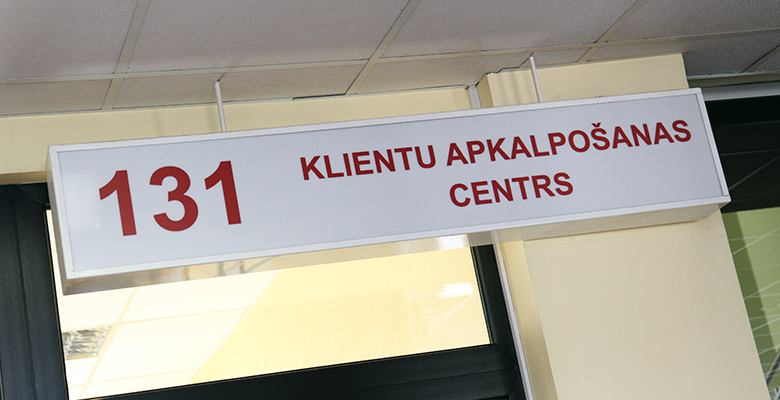 131
KLIENTU APKALPOŠANAS
CENTRS